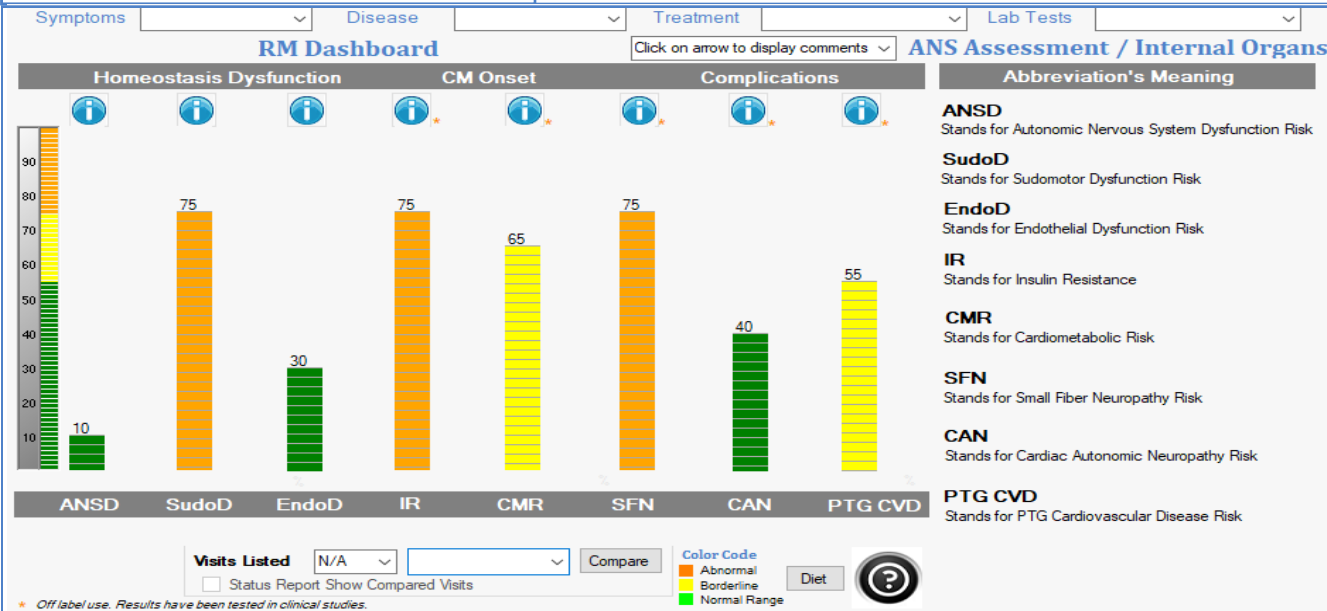 Symptoms Disease Treatment Lab Tests
RM Dashboard Click on arrow to display comments ANS Assessment / Internal Organs
Homeostasis Dysfunction CM Onset Complications Abbreviation's Meaning
* * * * *
ANSD
Stands for Autonomic Nervous System Dysfunction Risk
SudoD
Stands for Sudomotor Dysfunction Risk
EndoD
Stands for Endothelial Dysfunction Risk
IR
Stands for Insulin Resistance
CMR
Stands for Cardiometabolic Risk
SFN
Stands for Small Fiber Neuropathy Risk
CAN
Stands for Cardiac Autonomic Neuropathy Risk
PTG CVD
Stands for PTG Cardiovascular Disease Risk
90
80
70
60
50
40
30
20
10
10 75 30 75 65 75 40 55
% % %
ANSD SudoD EndoD IR CMR SFN CAN PTG CVD
Visits Listed N/A Compare
Status Report Show Compared Visits
Color Code
Abnormal
Borderline
Normal Range
Diet
?
* Off label use. Results have been tested in clinical studies.